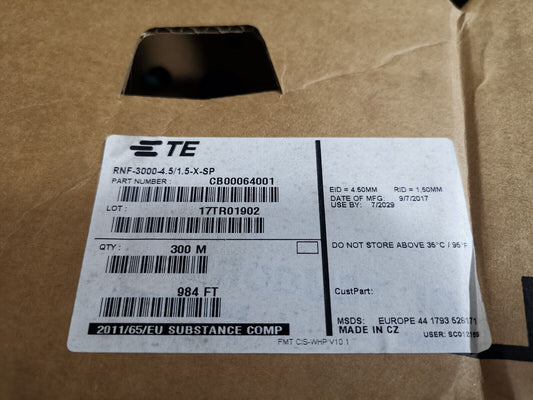 TE
RNF-3000-4.5/1.5-X-SP
PART NUMBER : CB00064001
LOT : 17TR01902
QTY : 300 M
984 FT
2011/65/EU SUBSTANCE COMP
EID = 4.50MM RID = 1.50MM
DATE OF MFG: 9/7/2017
USE BY: 7/2029
DO NOT STORE ABOVE 35°C / 95°F
CustPart:
MSDS: EUROPE 44 1793 528171
MADE IN CZ
USER: SC012169
FMT CIS-WHP V10.1